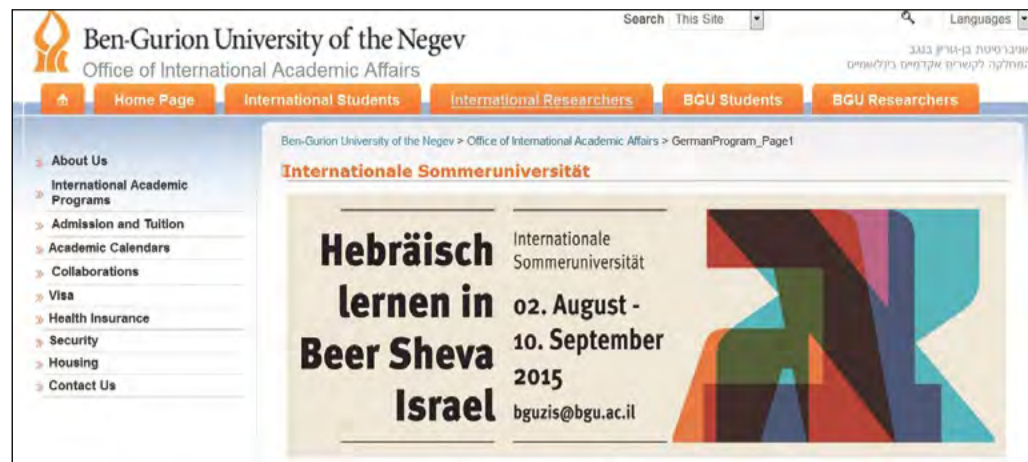 Ben-Gurion University of the Negev
Office of International Academic Affairs
Search This Site
Languages
אוניברסיטת בן-גוריון בנגב
המחלקה לקשרים אקדמיים בינלאומיים
Home Page International Students International Researchers BGU Students BGU Researchers
Ben-Gurion University of the Negev > Office of International Academic Affairs > GermanProgram_Page1
About Us
International Academic
Programs
Admission and Tuition
Academic Calendars
Collaborations
Visa
Health Insurance
Security
Housing
Contact Us
Internationale Sommeruniversität
Hebräisch
lernen in
Beer Sheva
Israel
Internationale
Sommeruniversität
02. August -
10. September
2015
bguzis@bgu.ac.il